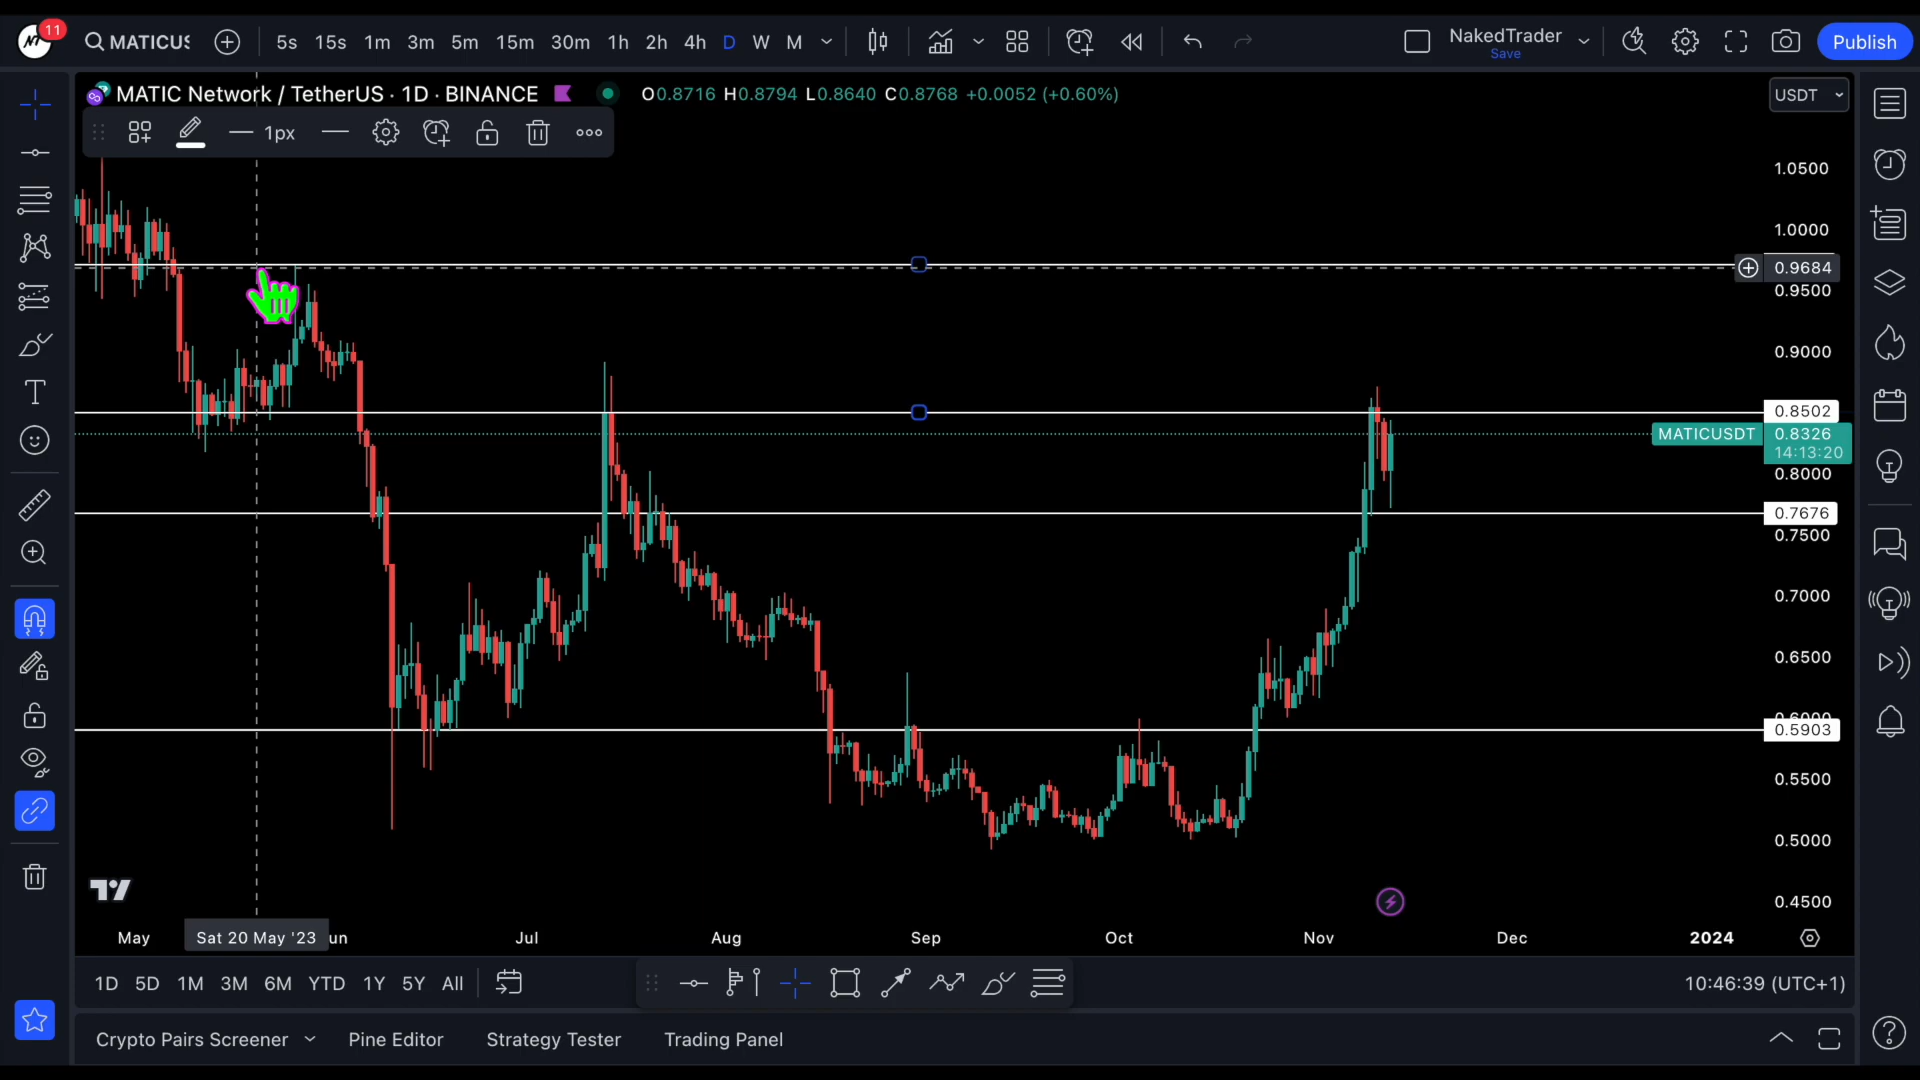 11
MATICUS
5s 15s 1m 3m 5m 15m 30m 1h 2h 4h D W M
NakedTrader
Save
Publish
MATIC Network / TetherUS · 1D · BINANCE
O0.8716 H0.8794 L0.8640 C0.8768 +0.0052 (+0.60%)
USDT
1px
1.0500
1.0000
0.9684
0.9500
0.9000
0.8502
MATICUSDT 0.8326
14:13:20
0.8000
0.7676
0.7500
0.7000
0.6500
0.6000
0.5903
0.5500
0.5000
0.4500
May Sat 20 May '23 un Jul Aug Sep Oct Nov Dec 2024
1D 5D 1M 3M 6M YTD 1Y 5Y All
10:46:39 (UTC+1)
Crypto Pairs Screener Pine Editor Strategy Tester Trading Panel